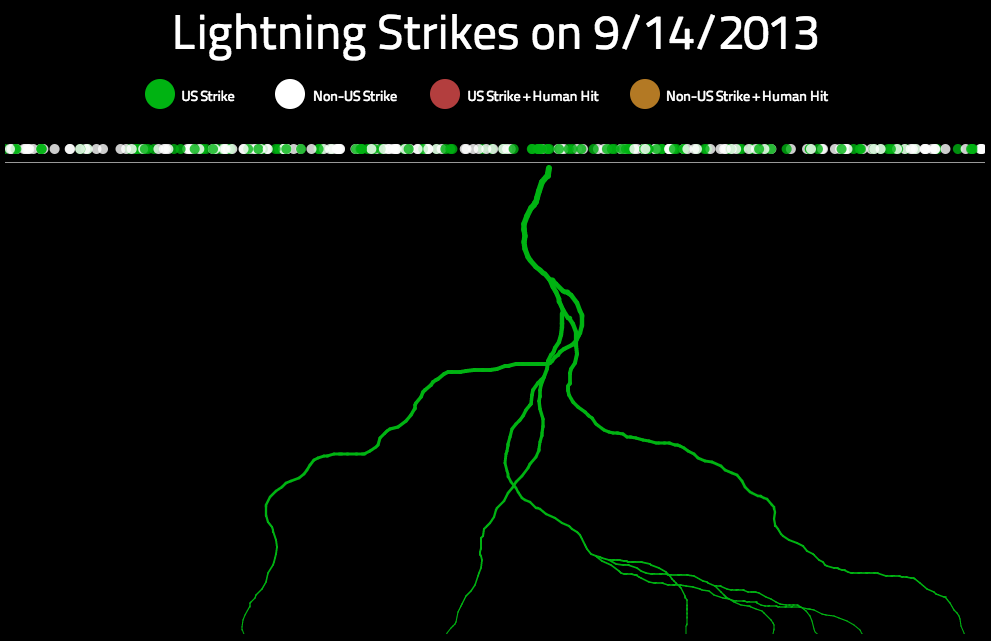 Lightning Strikes on 9/14/2013
US Strike Non-US Strike US Strike + Human Hit Non-US Strike + Human Hit